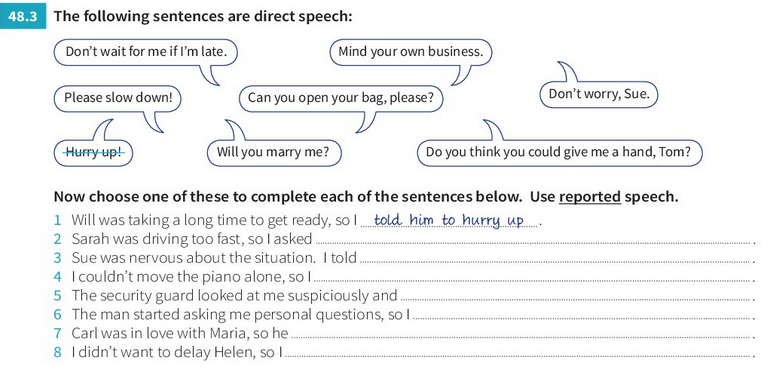 48.3 The following sentences are direct speech:
Don’t wait for me if I’m late. Mind your own business.
Please slow down! Can you open your bag, please? Don’t worry, Sue.
Hurry up! Will you marry me? Do you think you could give me a hand, Tom?
Now choose one of these to complete each of the sentences below. Use reported speech.
1 Will was taking a long time to get ready, so I told him to hurry up.
2 Sarah was driving too fast, so I asked .
3 Sue was nervous about the situation. I told .
4 I couldn’t move the piano alone, so I .
5 The security guard looked at me suspiciously and .
6 The man started asking me personal questions, so I .
7 Carl was in love with Maria, so he .
8 I didn’t want to delay Helen, so I .